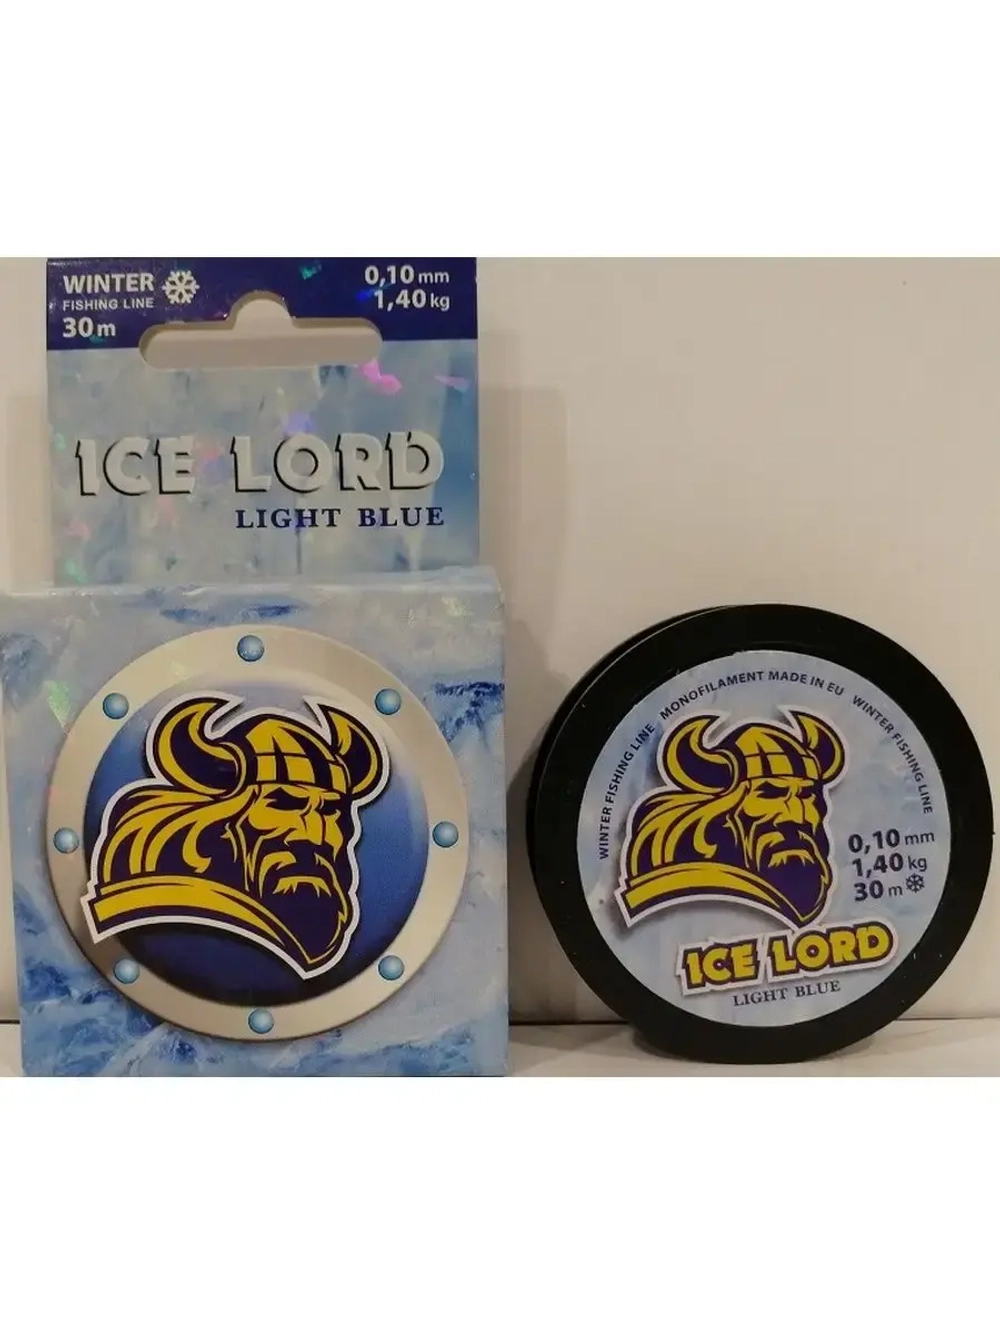 WINTER
FISHING LINE
30 m
0,10 mm
1,40 kg
ICE LORD
LIGHT BLUE
WINTER FISHING LINE MONOFILAMENT MADE IN EU WINTER FISHING LINE
0,10 mm
1,40 kg
30 m
ICE LORD
LIGHT BLUE